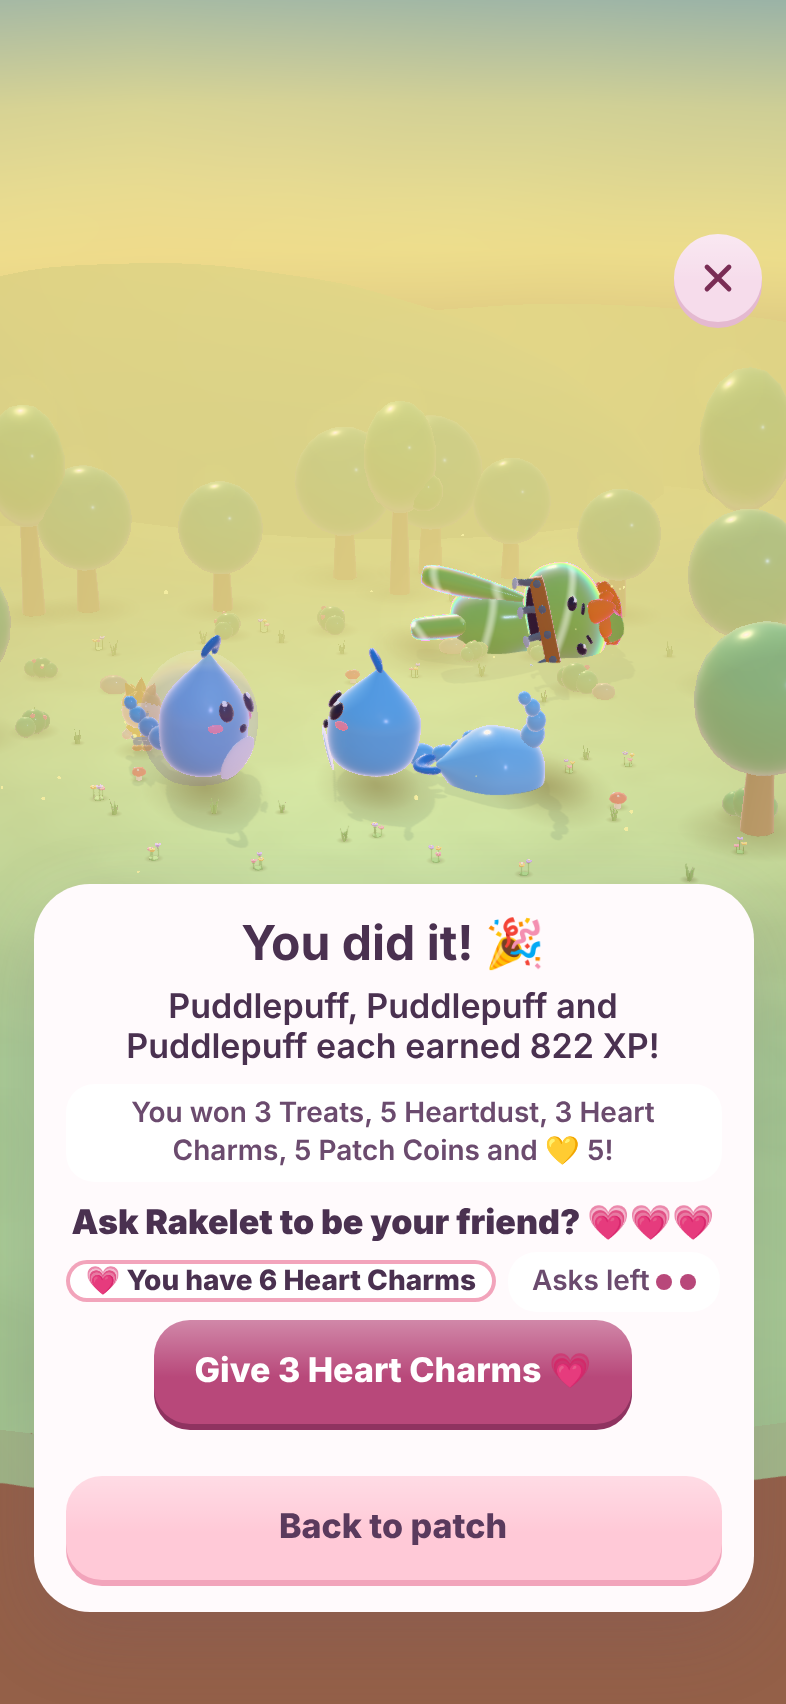 You did it! 🎉
Puddlepuff, Puddlepuff and
Puddlepuff each earned 822 XP!
You won 3 Treats, 5 Heartdust, 3 Heart
Charms, 5 Patch Coins and 💛 5!
Ask Rakelet to be your friend? 💗💗💗
💗 You have 6 Heart Charms
Asks left
Give 3 Heart Charms 💗
Back to patch